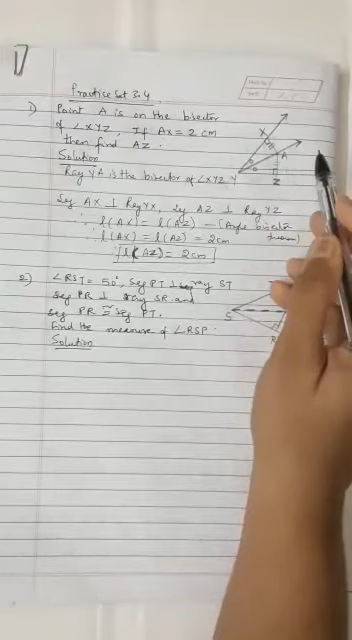 Practice Set 3.4
1) Point A is on the bisector
of ∠XYZ, If AX = 2 cm
then find AZ.
Solution
Ray YA is the bisector of ∠XYZ
X
A
Y
Z
Seg AX ⊥ Ray YX, seg AZ ⊥ Ray YZ
l(AX) = l(AZ) - [Angle bisector
theorem)
∴ l(AX) = l(AZ) = 2cm
[l(AZ) = 2cm]
2) ∠RST = 50°, Seg PT ⊥ ray ST
Seg PR ⊥ ray SR and
Seg PR ≅ Seg PT.
Find the measure of ∠RSP.
Solution
S
R